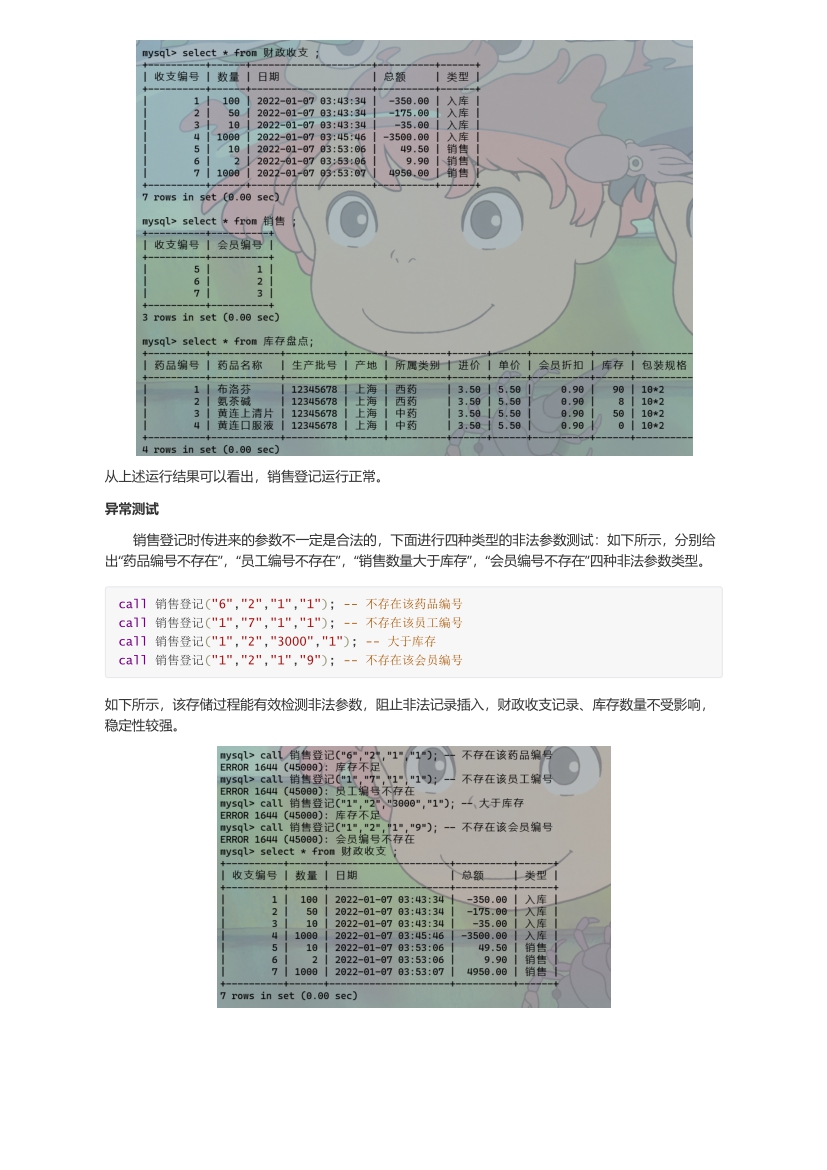 mysql> select * from 财政收支 ;
+----------+------+---------------------+----------+------+
| 收支编号 | 数量 | 日期 | 总额 | 类型 |
+----------+------+---------------------+----------+------+
| 1 | 100 | 2022-01-07 03:43:34 | -350.00 | 入库 |
| 2 | 50 | 2022-01-07 03:43:34 | -175.00 | 入库 |
| 3 | 10 | 2022-01-07 03:43:34 | -35.00 | 入库 |
| 4 | 1000 | 2022-01-07 03:45:46 | -3500.00 | 入库 |
| 5 | 10 | 2022-01-07 03:53:06 | 49.50 | 销售 |
| 6 | 2 | 2022-01-07 03:53:06 | 9.90 | 销售 |
| 7 | 1000 | 2022-01-07 03:53:07 | 4950.00 | 销售 |
+----------+------+---------------------+----------+------+
7 rows in set (0.00 sec)
mysql> select * from 销售 ;
+----------+----------+
| 收支编号 | 会员编号 |
+----------+----------+
| 5 | 1 |
| 6 | 2 |
| 7 | 3 |
+----------+----------+
3 rows in set (0.00 sec)
mysql> select * from 库存盘点;
+----------+------------+----------+------+----------+------+------+----------+------+----------
| 药品编号 | 药品名称 | 生产批号 | 产地 | 所属类别 | 进价 | 单价 | 会员折扣 | 库存 | 包装规格
+----------+------------+----------+------+----------+------+------+----------+------+----------
| 1 | 布洛芬 | 12345678 | 上海 | 西药 | 3.50 | 5.50 | 0.90 | 90 | 10*2
| 2 | 氨茶碱 | 12345678 | 上海 | 西药 | 3.50 | 5.50 | 0.90 | 8 | 10*2
| 3 | 黄连上清片 | 12345678 | 上海 | 中药 | 3.50 | 5.50 | 0.90 | 50 | 10*2
| 4 | 黄连口服液 | 12345678 | 上海 | 中药 | 3.50 | 5.50 | 0.90 | 0 | 10*2
+----------+------------+----------+------+----------+------+------+----------+------+----------
4 rows in set (0.00 sec)
从上述运行结果可以看出，销售登记运行正常。
异常测试
销售登记时传进来的参数不一定是合法的，下面进行四种类型的非法参数测试：如下所示，分别给
出“药品编号不存在”，“员工编号不存在”，“销售数量大于库存”，“会员编号不存在”四种非法参数类型。
call 销售登记("6","2","1","1"); -- 不存在该药品编号
call 销售登记("1","7","1","1"); -- 不存在该员工编号
call 销售登记("1","2","3000","1"); -- 大于库存
call 销售登记("1","2","1","9"); -- 不存在该会员编号
如下所示，该存储过程能有效检测非法参数，阻止非法记录插入，财政收支记录、库存数量不受影响，
稳定性较强。
mysql> call 销售登记("6","2","1","1"); -- 不存在该药品编号
ERROR 1644 (45000): 库存不足
mysql> call 销售登记("1","7","1","1"); -- 不存在该员工编号
ERROR 1644 (45000): 员工编号不存在
mysql> call 销售登记("1","2","3000","1"); -- 大于库存
ERROR 1644 (45000): 库存不足
mysql> call 销售登记("1","2","1","9"); -- 不存在该会员编号
ERROR 1644 (45000): 会员编号不存在
mysql> select * from 财政收支 ;
+----------+------+---------------------+----------+------+
| 收支编号 | 数量 | 日期 | 总额 | 类型 |
+----------+------+---------------------+----------+------+
| 1 | 100 | 2022-01-07 03:43:34 | -350.00 | 入库 |
| 2 | 50 | 2022-01-07 03:43:34 | -175.00 | 入库 |
| 3 | 10 | 2022-01-07 03:43:34 | -35.00 | 入库 |
| 4 | 1000 | 2022-01-07 03:45:46 | -3500.00 | 入库 |
| 5 | 10 | 2022-01-07 03:53:06 | 49.50 | 销售 |
| 6 | 2 | 2022-01-07 03:53:06 | 9.90 | 销售 |
| 7 | 1000 | 2022-01-07 03:53:07 | 4950.00 | 销售 |
+----------+------+---------------------+----------+------+
7 rows in set (0.00 sec)